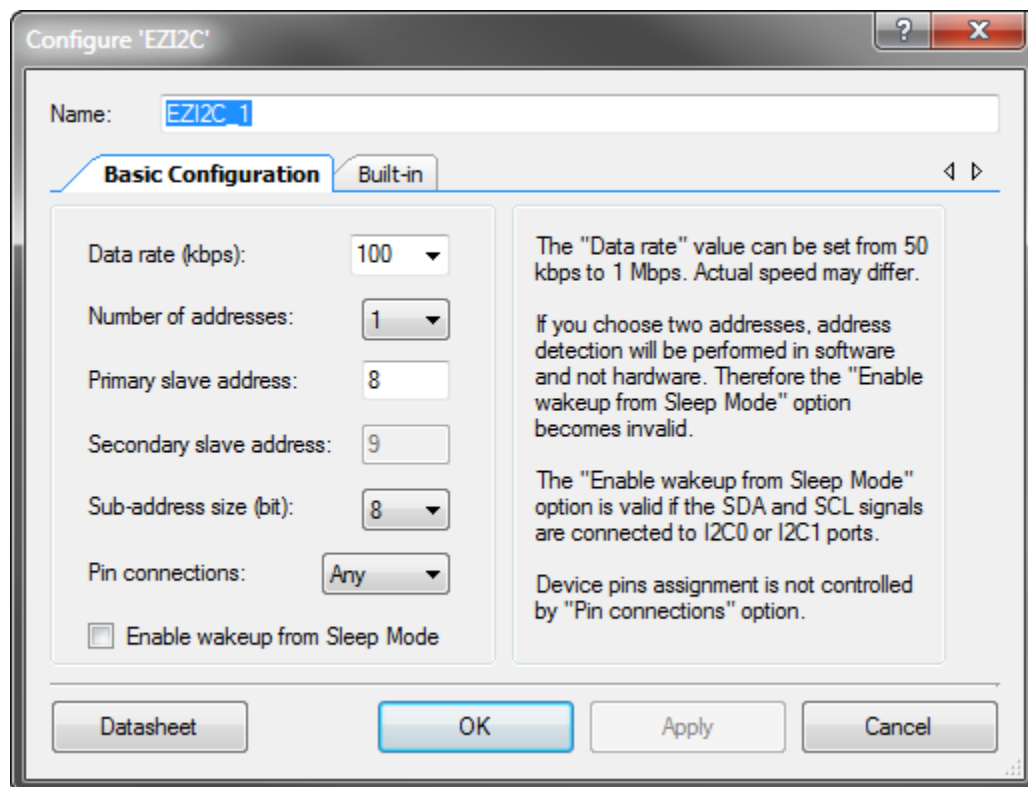 Configure 'EZI2C'
?
X
Name: EZI2C_1
Basic Configuration Built-in
Data rate (kbps): 100
Number of addresses: 1
Primary slave address: 8
Secondary slave address: 9
Sub-address size (bit): 8
Pin connections: Any
Enable wakeup from Sleep Mode
The "Data rate" value can be set from 50
kbps to 1 Mbps. Actual speed may differ.
If you choose two addresses, address
detection will be performed in software
and not hardware. Therefore the "Enable
wakeup from Sleep Mode" option
becomes invalid.
The "Enable wakeup from Sleep Mode"
option is valid if the SDA and SCL signals
are connected to I2C0 or I2C1 ports.
Device pins assignment is not controlled
by "Pin connections" option.
Datasheet OK Apply Cancel